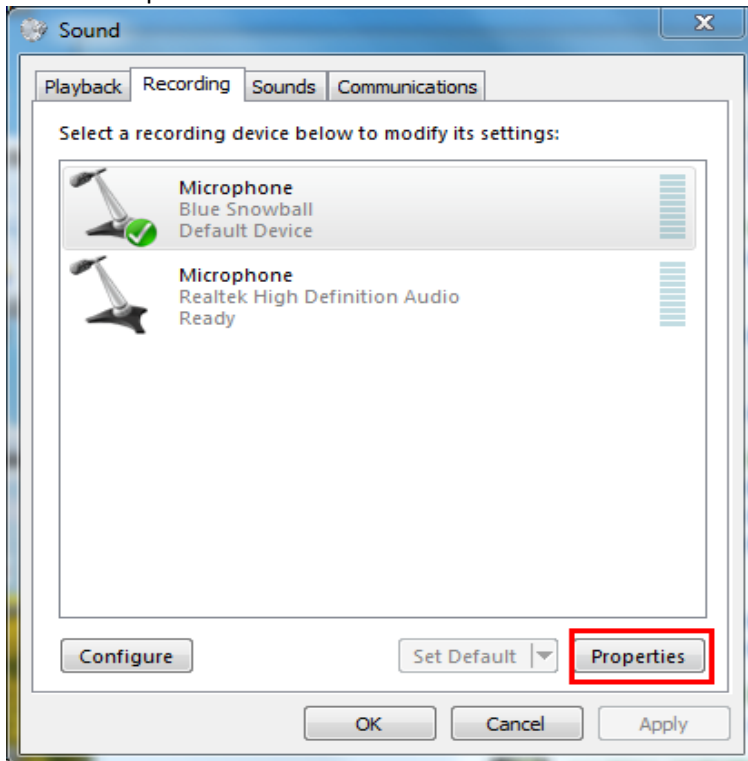 Sound
Playback Recording Sounds Communications
Select a recording device below to modify its settings:
Microphone
Blue Snowball
Default Device
Microphone
Realtek High Definition Audio
Ready
Configure Set Default Properties
OK Cancel Apply